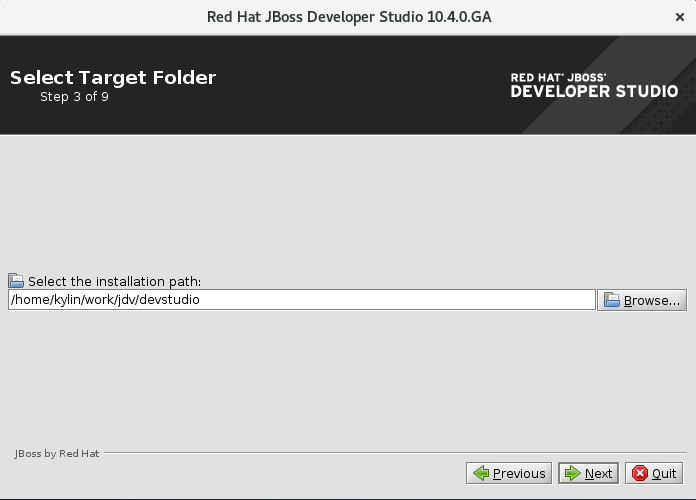 Red Hat JBoss Developer Studio 10.4.0.GA
Select Target Folder
Step 3 of 9
RED HAT® JBOSS®
DEVELOPER STUDIO
Select the installation path:
/home/kylin/work/jdv/devstudio
Browse...
JBoss by Red Hat
Previous
Next
Quit